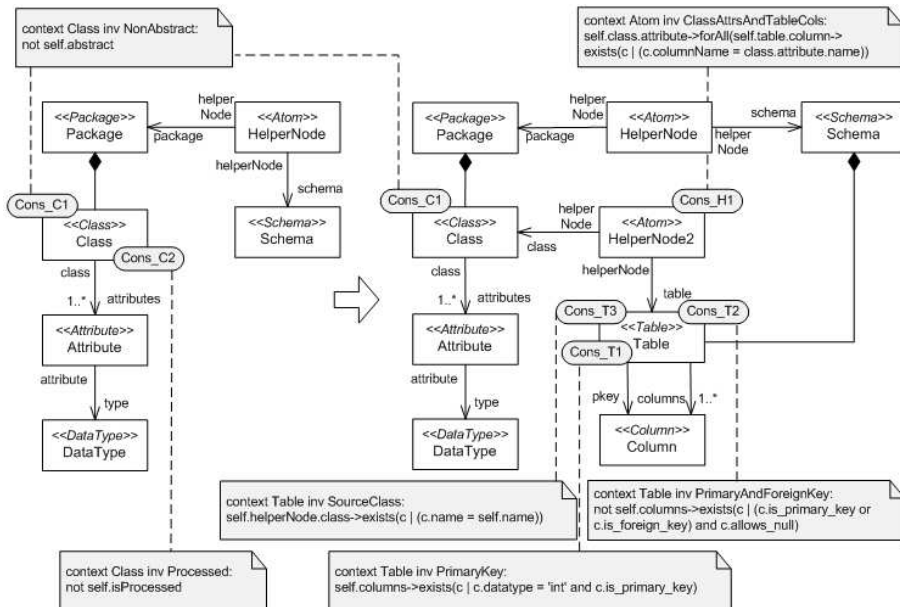 context Class inv NonAbstract:
not self.abstract
context Atom inv ClassAttrsAndTableCols:
self.class.attribute->forAll(self.table.column->
exists(c | (c.columnName = class.attribute.name))
<<Package>>
Package
helper
Node
package
<<Atom>>
HelperNode
helperNode
schema
<<Schema>>
Schema
Cons_C1
<<Class>>
Class
Cons_C2
class
1..*
attributes
<<Attribute>>
Attribute
attribute
type
<<DataType>>
DataType
<<Package>>
Package
helper
Node
package
<<Atom>>
HelperNode
schema
helper
Node
<<Schema>>
Schema
Cons_C1
<<Class>>
Class
helper
Node
class
Cons_H1
<<Atom>>
HelperNode2
helperNode
table
class
1..*
attributes
<<Attribute>>
Attribute
attribute
type
<<DataType>>
DataType
Cons_T3
Cons_T2
<<Table>>
Table
Cons_T1
pkey
columns
1..*
<<Column>>
Column
context Table inv SourceClass:
self.helperNode.class->exists(c | (c.name = self.name))
context Table inv PrimaryAndForeignKey:
not self.columns->exists(c | (c.is_primary_key or
c.is_foreign_key) and c.allows_null)
context Class inv Processed:
not self.isProcessed
context Table inv PrimaryKey:
self.columns->exists(c | c.datatype = 'int' and c.is_primary_key)